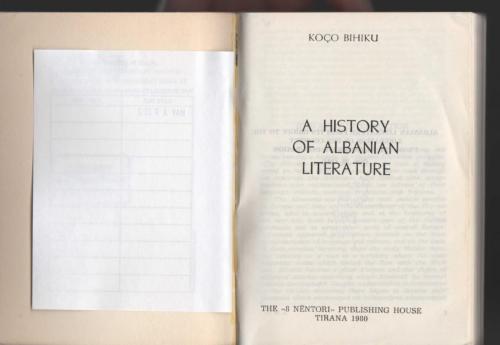 KOÇO BIHIKU
A HISTORY
OF ALBANIAN
LITERATURE
THE «8 NËNTORI» PUBLISHING HOUSE
TIRANA 1980